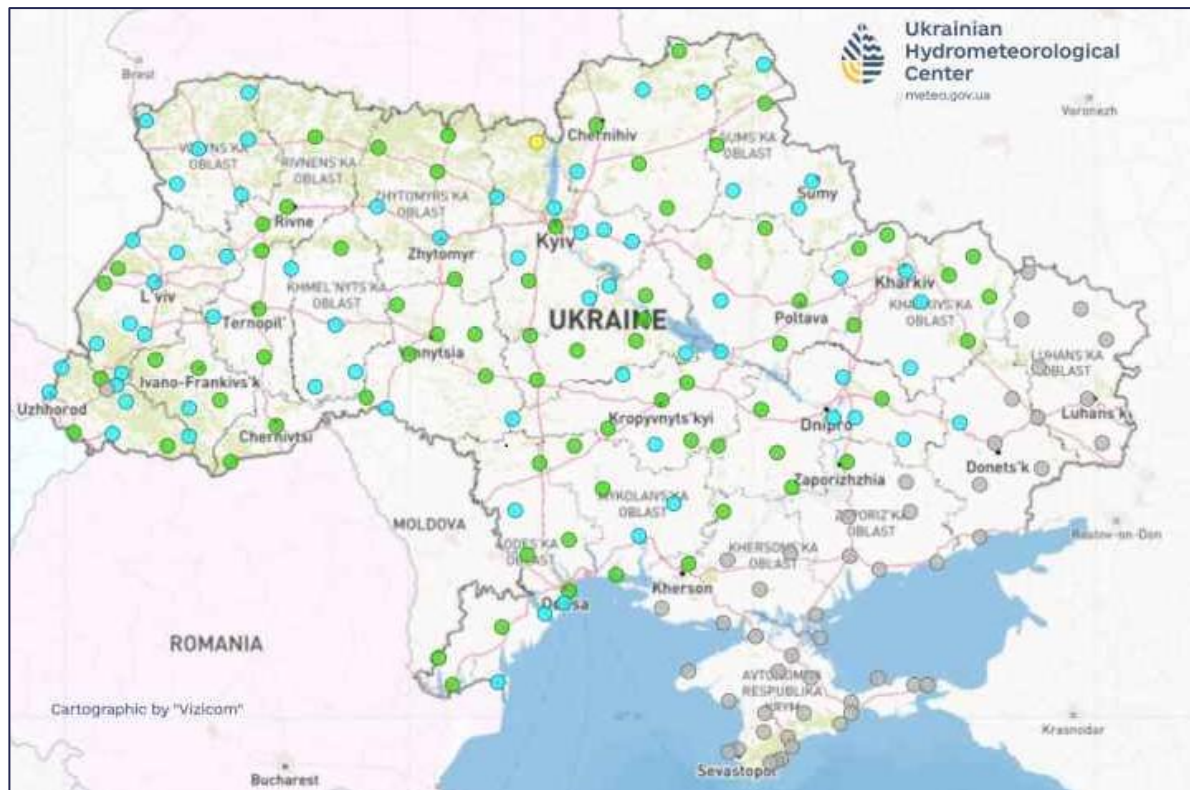 Ukrainian
Hydrometeorological
Center
meteo.gov.ua
Brest
Voronezh
Chernihiv
SUMS'KA
OBLAST
OBLAST
RIVNENS'KA
OBLAST
ZHYTOMYRS'KA
OBLAST
Sumy
Rivne
Kyiv
Zhytomyr
L'viv
KHMEL'NYTS'KA
OBLAST
Kharkiv
KHARKIVS'KA
OBLAST
UKRAINE
Poltava
Ternopil'
Vinnytsia
LUHANS'KA
OBLAST
Ivano-Frankivs'k
Uzhhorod
Luhans'k
Chernivtsi
Kropyvnyts'kyi
Dnipro
Donets'k
Zaporizhzhia
MYKOLAIVS'KA
OBLAST
MOLDOVA
ZAPORIZ'KA
OBLAST
ODES'KA
OBLAST
KHERSONS'KA
OBLAST
Rostov-on-Don
Kherson
Odesa
ROMANIA
AVTONOMNA
RESPUBLIKA
KRYM
Cartographic by "Vizicom"
Krasnodar
Sevastopol'
Bucharest